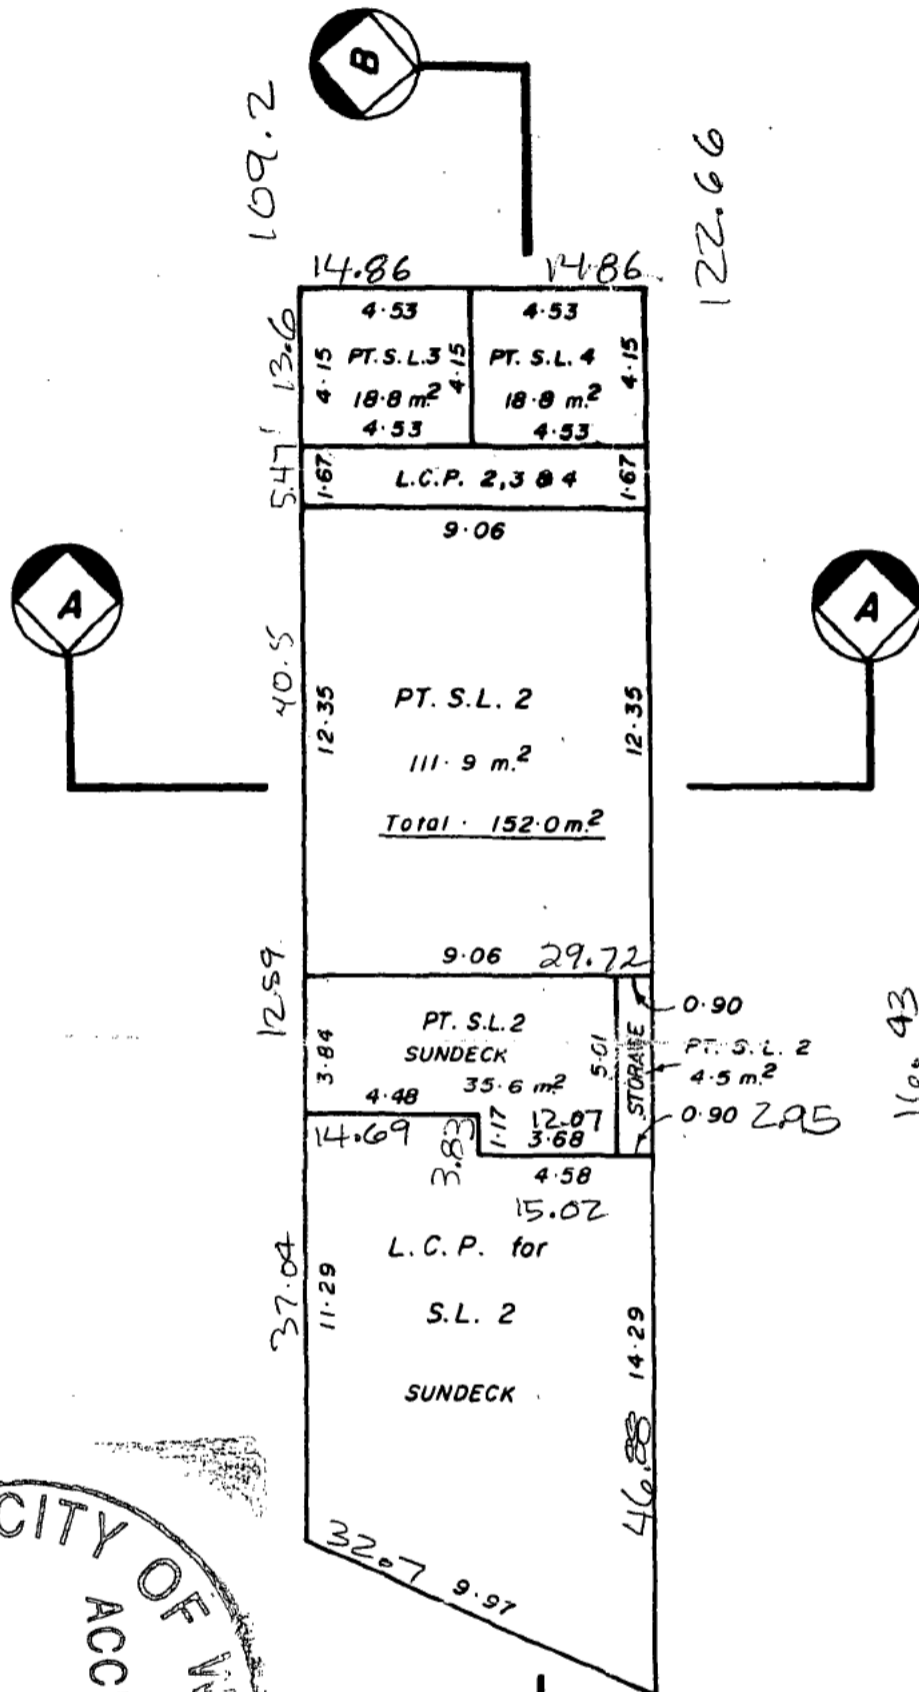 B
109.2
122.66
14.86 14.86
13.6
4·53 4·53
4·15 PT. S.L.3 4·15 PT. S.L. 4 4·15
18·8 m.² 18·8 m.²
4·53 4·53
5.47'
1·67 L.C.P. 2,3 & 4 1·67
9·06
A A
40.5
12·35 PT. S.L. 2 12·35
111·9 m.²
Total · 152·0 m.²
9·06 29.72
12.59
3·84 PT. S.L.2 5·01 STORAGE 0·90
SUNDECK PT. S.L. 2
35·6 m² 4·5 m.²
4·48
14.69 3.83 1·17 12.07 0·90 2.95
3·68
4·58
15.02
37.04
11·29 L.C.P. for 14·29
S.L. 2
SUNDECK
46.88
32.7 9·97
CITY OF
ACC